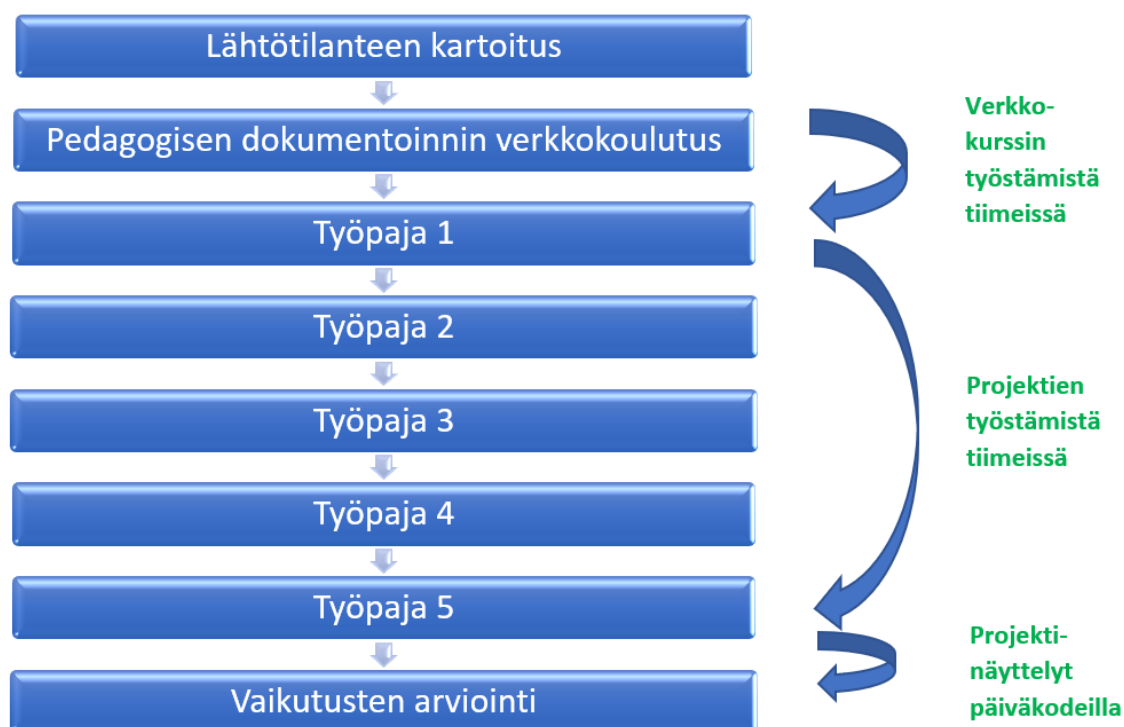 Lähtötilanteen kartoitus
Pedagogisen dokumentoinnin verkkokoulutus
Työpaja 1
Työpaja 2
Työpaja 3
Työpaja 4
Työpaja 5
Vaikutusten arviointi
Verkko-
kurssin
työstämistä
tiimeissä
Projektien
työstämistä
tiimeissä
Projekti-
näyttelyt
päiväkodeilla